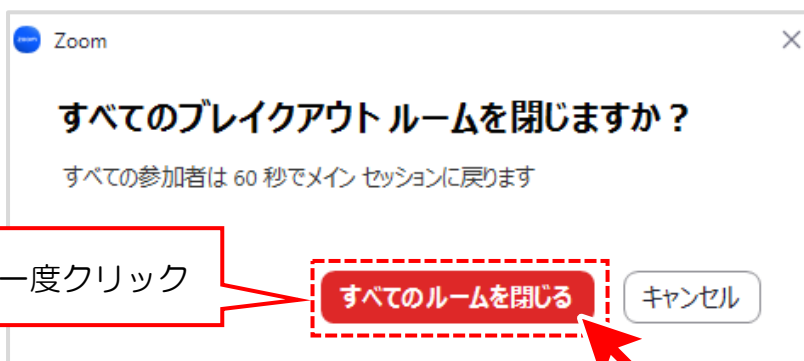 Zoom
すべてのブレイクアウト ルームを閉じますか？
すべての参加者は 60 秒でメイン セッションに戻ります
一度クリック
すべてのルームを閉じる
キャンセル